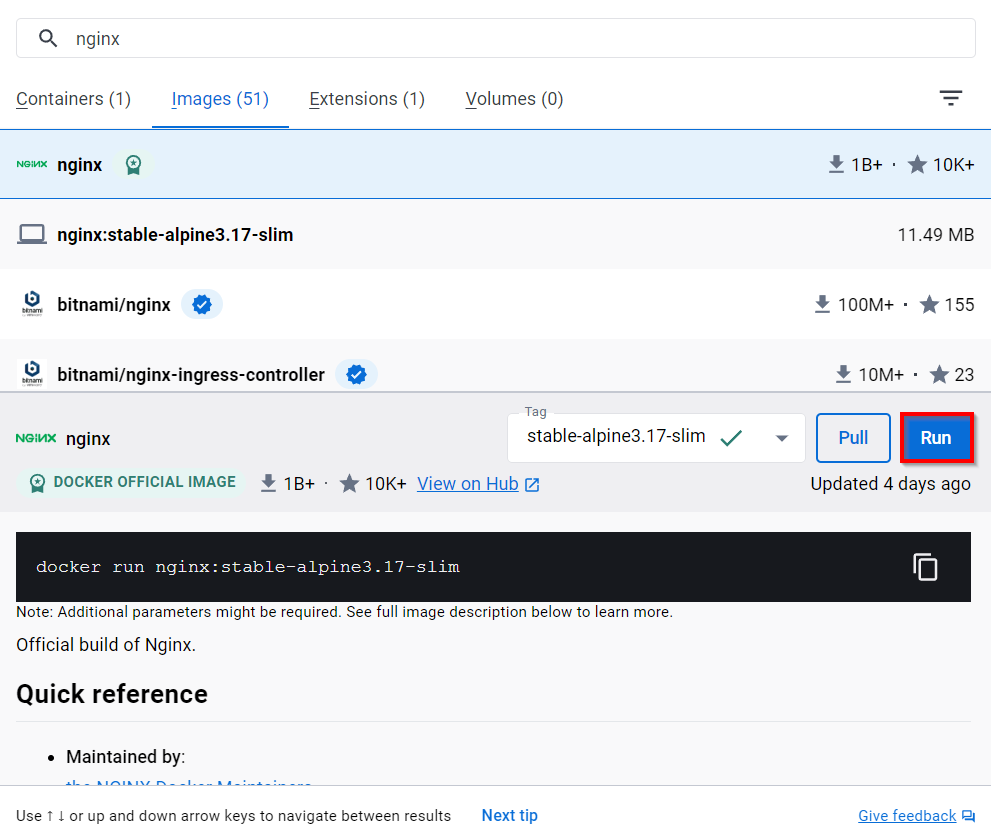 nginx
Containers (1) Images (51) Extensions (1) Volumes (0)
NGINX nginx 1B+ · 10K+
nginx:stable-alpine3.17-slim 11.49 MB
bitnami bitnami/nginx 100M+ · 155
bitnami bitnami/nginx-ingress-controller 10M+ · 23
Tag
NGINX nginx stable-alpine3.17-slim Pull Run
DOCKER OFFICIAL IMAGE 1B+ · 10K+ View on Hub Updated 4 days ago
docker run nginx:stable-alpine3.17-slim
Note: Additional parameters might be required. See full image description below to learn more.
Official build of Nginx.
Quick reference
• Maintained by:
the NGINX Docker Maintainers
Use ↑ ↓ or up and down arrow keys to navigate between results Next tip Give feedback